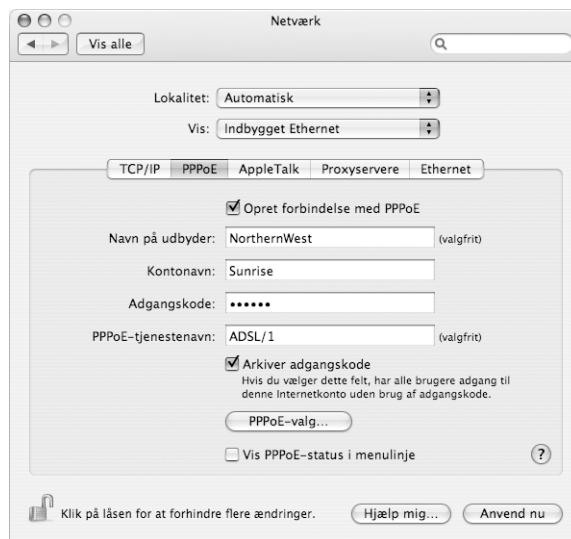 Netværk
Vis alle
Lokalitet: Automatisk
Vis: Indbygget Ethernet
TCP/IP PPPoE AppleTalk Proxyservere Ethernet
Opret forbindelse med PPPoE
Navn på udbyder: NorthernWest (valgfrit)
Kontonavn: Sunrise
Adgangskode: ••••••
PPPoE-tjenestenavn: ADSL/1 (valgfrit)
Arkiver adgangskode
Hvis du vælger dette felt, har alle brugere adgang til
denne Internetkonto uden brug af adgangskode.
PPPoE-valg...
Vis PPPoE-status i menulinje ?
Klik på låsen for at forhindre flere ændringer. Hjælp mig... Anvend nu